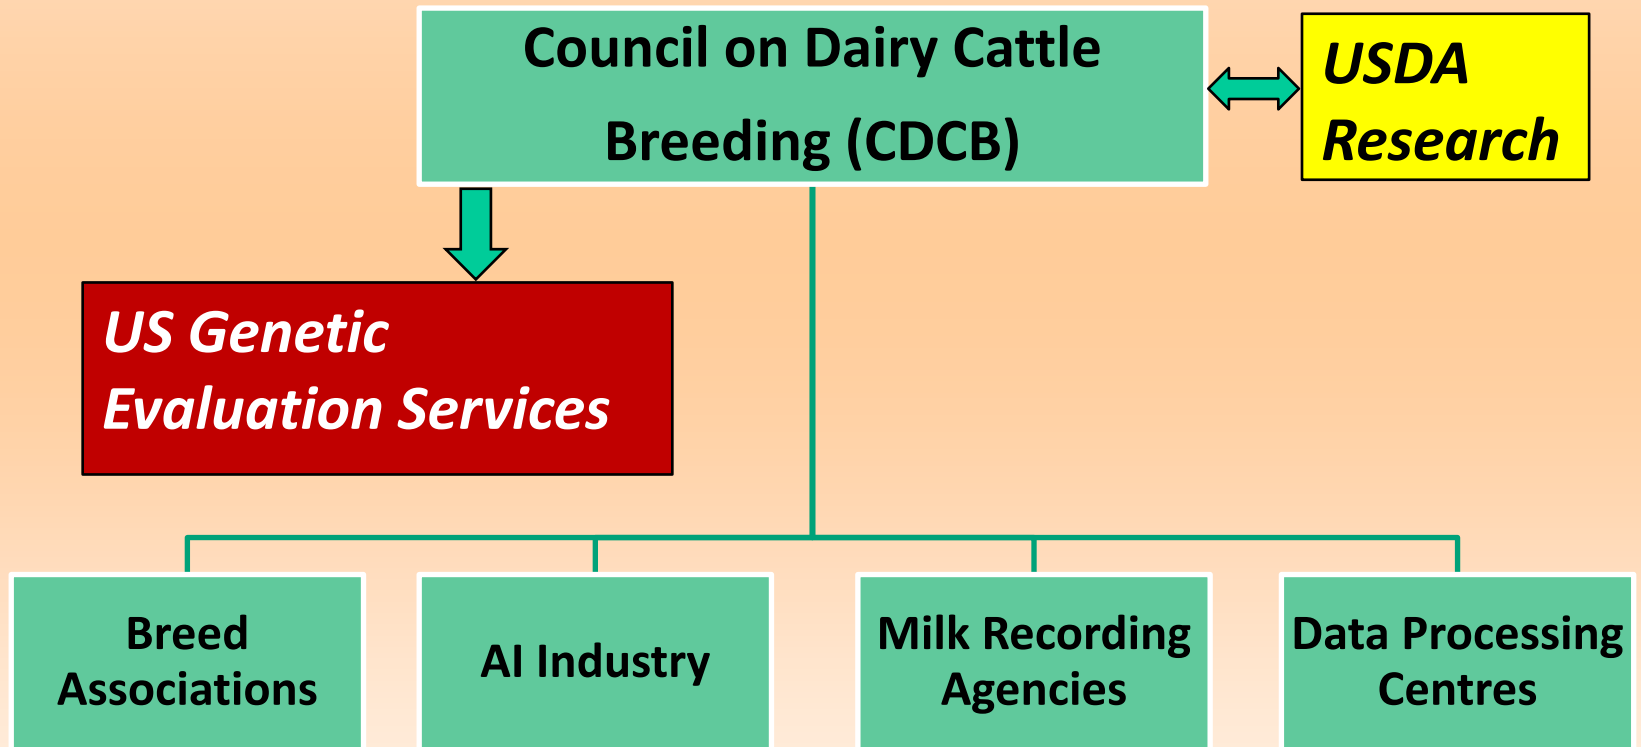 Council on Dairy Cattle
Breeding (CDCB)
USDA
Research
US Genetic
Evaluation Services
Breed
Associations
AI Industry
Milk Recording
Agencies
Data Processing
Centres